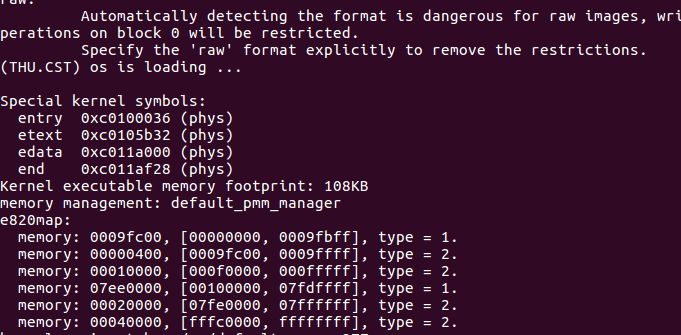 raw.
Automatically detecting the format is dangerous for raw images, wri
perations on block 0 will be restricted.
Specify the 'raw' format explicitly to remove the restrictions.
(THU.CST) os is loading ...
Special kernel symbols:
entry 0xc0100036 (phys)
etext 0xc0105b32 (phys)
edata 0xc011a000 (phys)
end 0xc011af28 (phys)
Kernel executable memory footprint: 108KB
memory management: default_pmm_manager
e820map:
memory: 0009fc00, [00000000, 0009fbff], type = 1.
memory: 00000400, [0009fc00, 0009ffff], type = 2.
memory: 00010000, [000f0000, 000fffff], type = 2.
memory: 07ee0000, [00100000, 07fdffff], type = 1.
memory: 00020000, [07fe0000, 07ffffff], type = 2.
memory: 00040000, [fffc0000, ffffffff], type = 2.